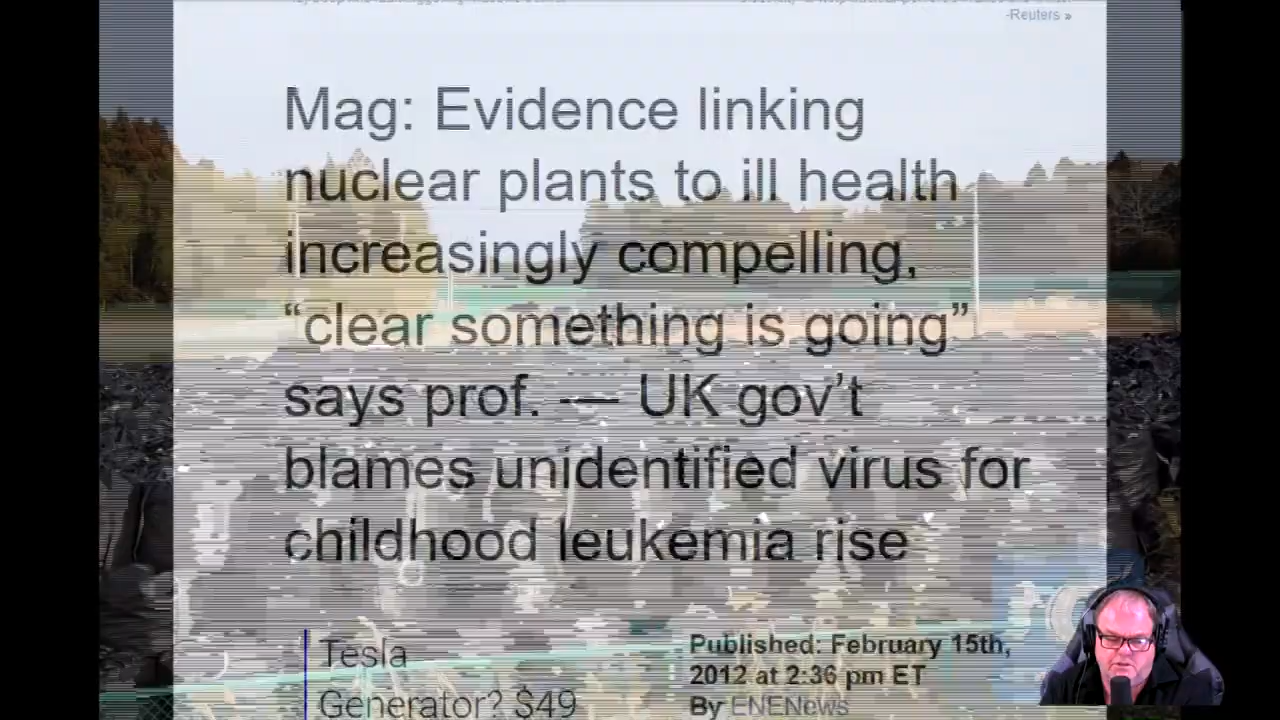 -Reuters »
Mag: Evidence linking
nuclear plants to ill health
increasingly compelling,
“clear something is going”
says prof. — UK gov’t
blames unidentified virus for
childhood leukemia rise
Tesla
Generator? $49
Published: February 15th,
2012 at 2:36 pm ET
By ENENews